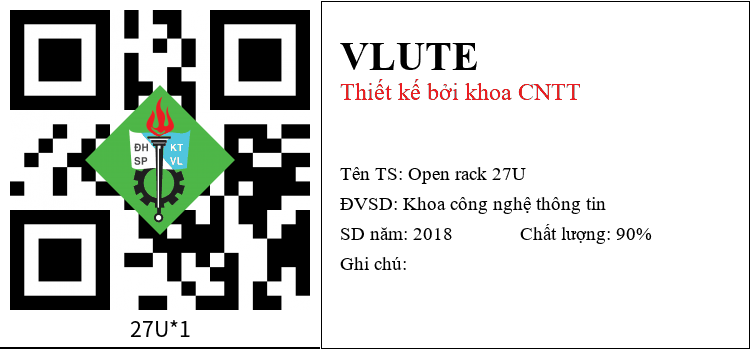 ĐH KT
SP VL
27U*1
VLUTE
Thiết kế bởi khoa CNTT
Tên TS: Open rack 27U
ĐVSD: Khoa công nghệ thông tin
SD năm: 2018 Chất lượng: 90%
Ghi chú: